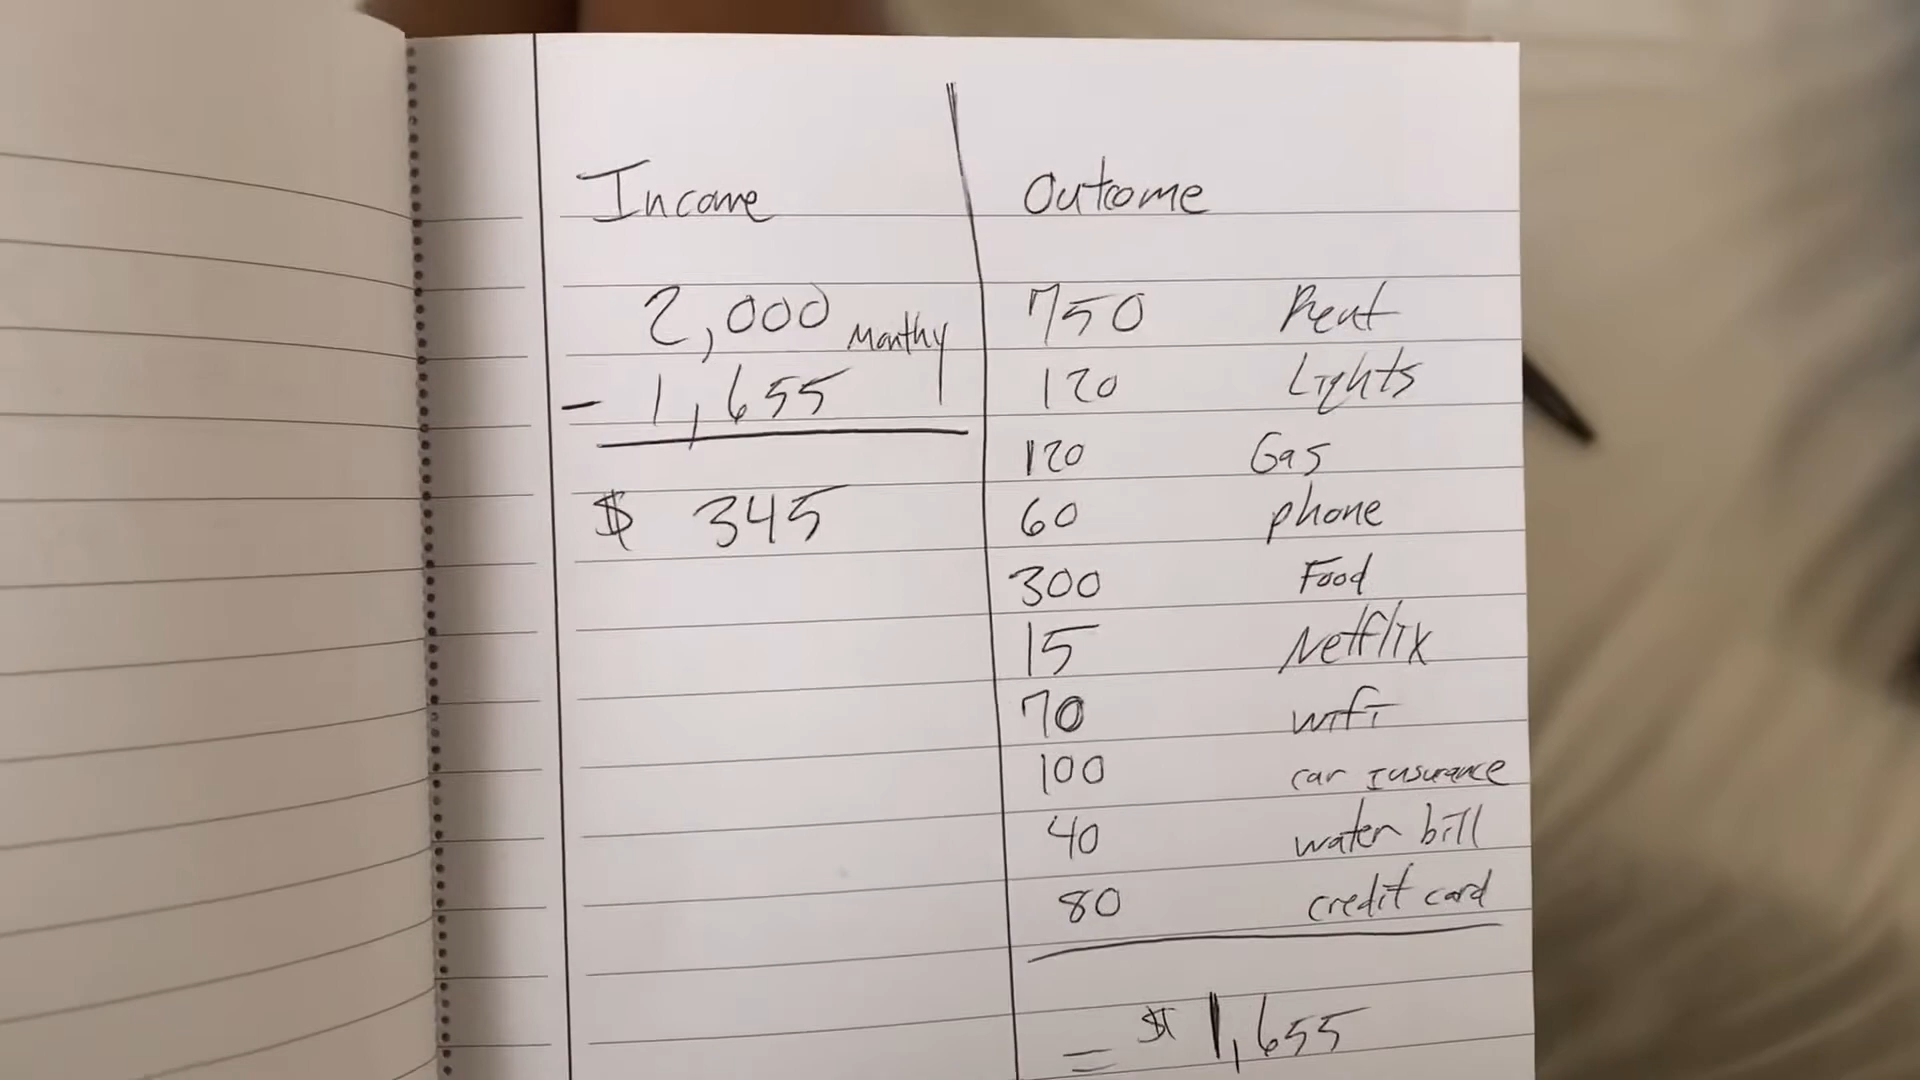 Income
2,000 Monthy
- 1,655
$ 345
Outcome
750 Rent
120 Lights
120 Gas
60 phone
300 Food
15 Netflix
70 wifi
100 car insurance
40 water bill
80 credit card
= $ 1,655